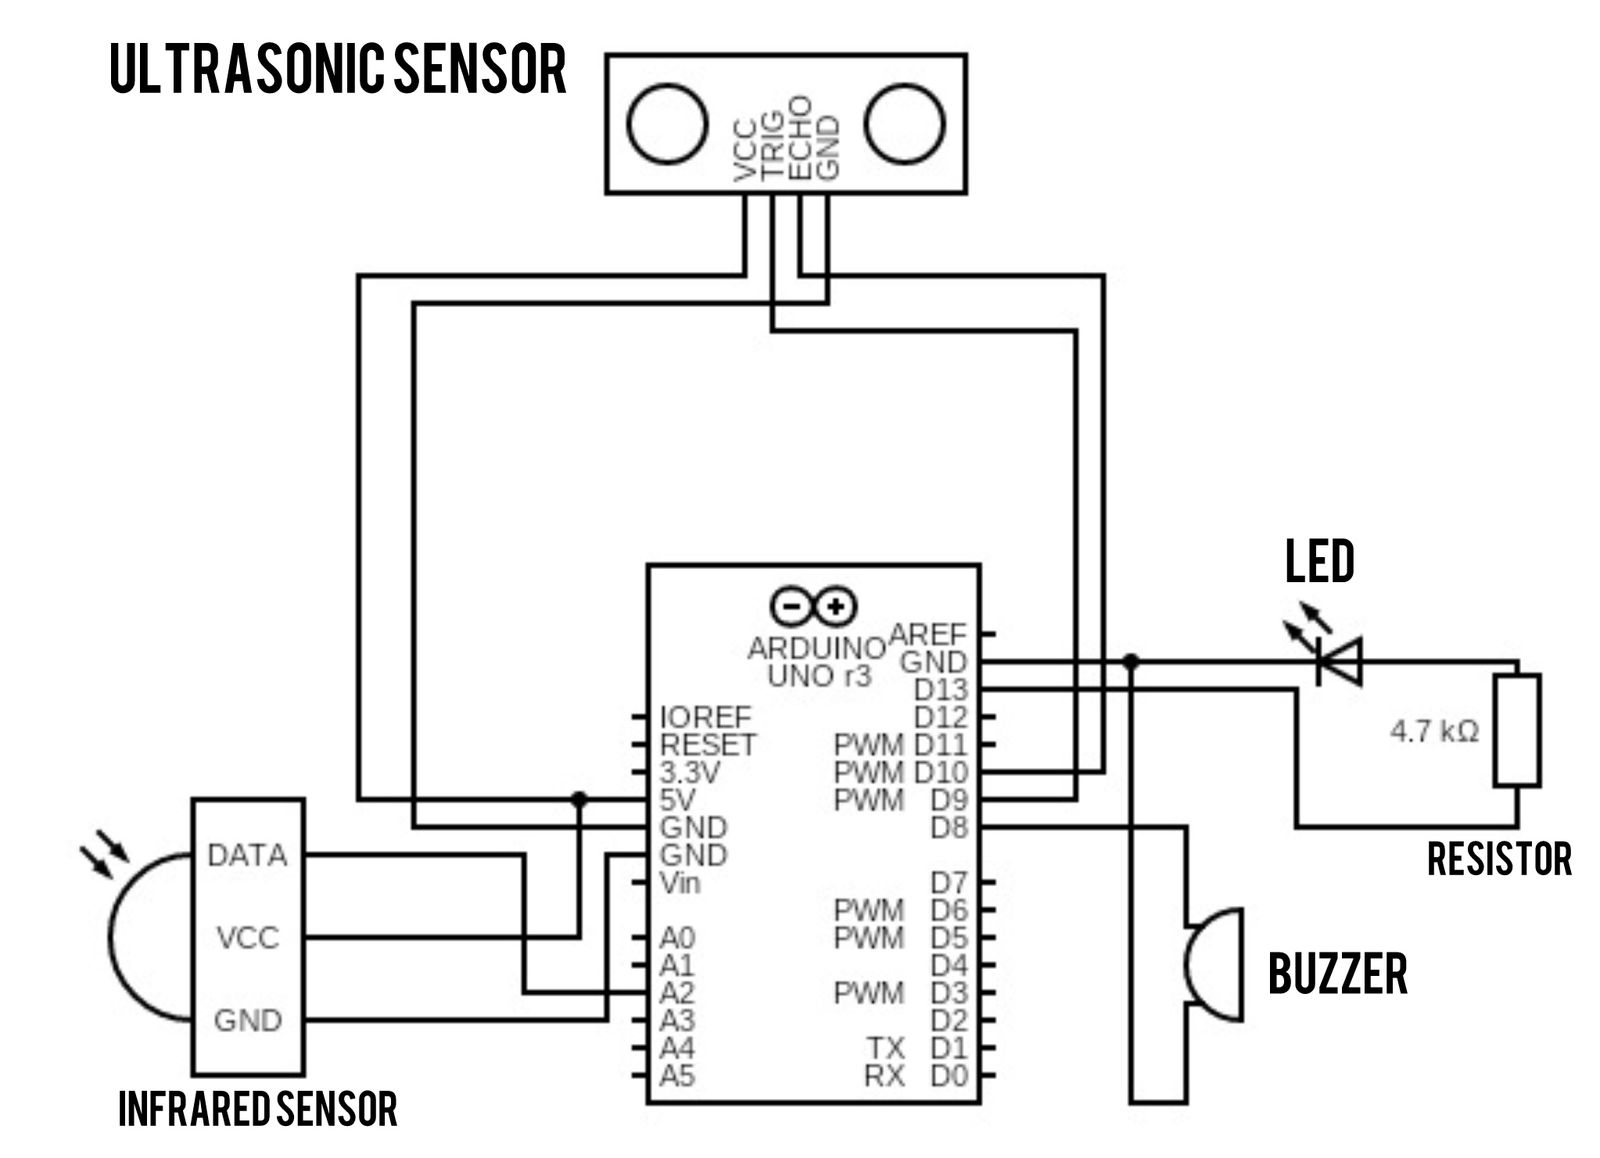 ULTRASONIC SENSOR
VCC
TRIG
ECHO
GND
LED
ARDUINO
UNO r3
AREF
GND
D13
IOREF
D12
RESET
PWM D11
3.3V
PWM D10
5V
PWM D9
GND
D8
GND
Vin
D7
PWM D6
A0
PWM D5
A1
D4
A2
PWM D3
A3
D2
A4
TX D1
A5
RX D0
4.7 kΩ
RESISTOR
DATA
VCC
GND
INFRARED SENSOR
BUZZER